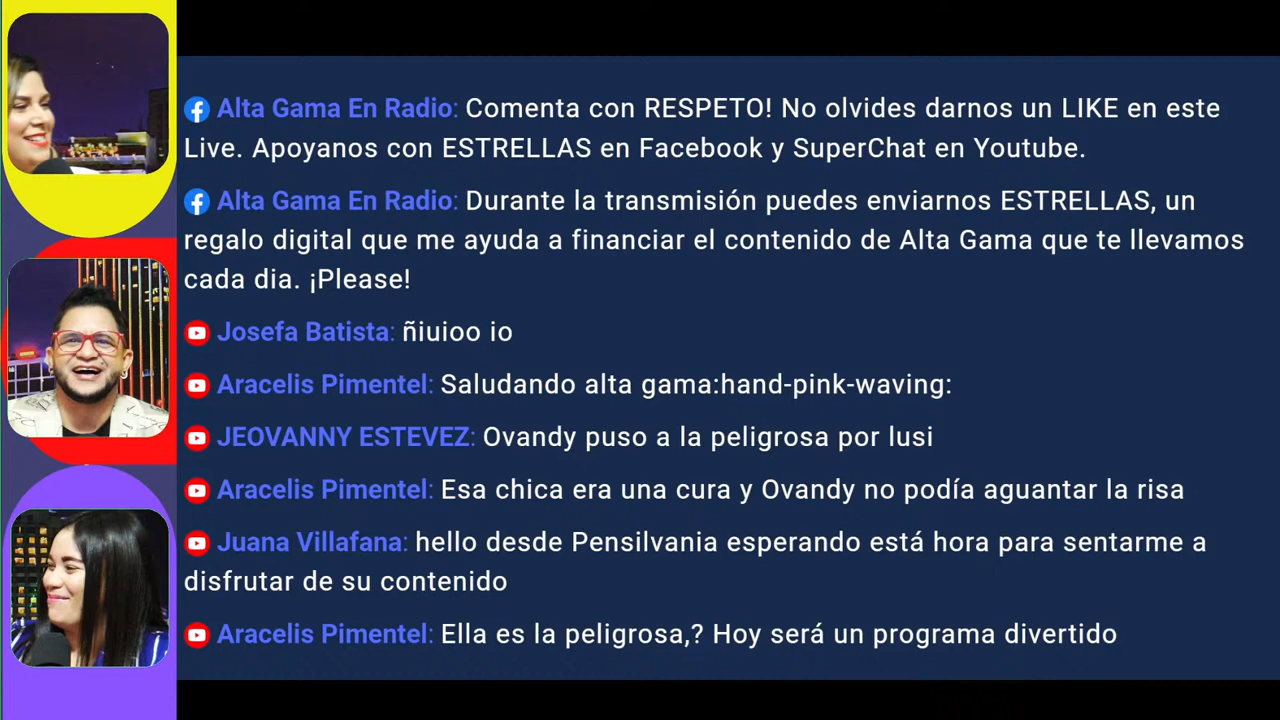 Alta Gama En Radio: Comenta con RESPETO! No olvides darnos un LIKE en este
Live. Apoyanos con ESTRELLAS en Facebook y SuperChat en Youtube.
Alta Gama En Radio: Durante la transmisión puedes enviarnos ESTRELLAS, un
regalo digital que me ayuda a financiar el contenido de Alta Gama que te llevamos
cada dia. ¡Please!
Josefa Batista: ñiuioo io
Aracelis Pimentel: Saludando alta gama:hand-pink-waving:
JEOVANNY ESTEVEZ: Ovandy puso a la peligrosa por lusi
Aracelis Pimentel: Esa chica era una cura y Ovandy no podía aguantar la risa
Juana Villafana: hello desde Pensilvania esperando está hora para sentarme a
disfrutar de su contenido
Aracelis Pimentel: Ella es la peligrosa,? Hoy será un programa divertido